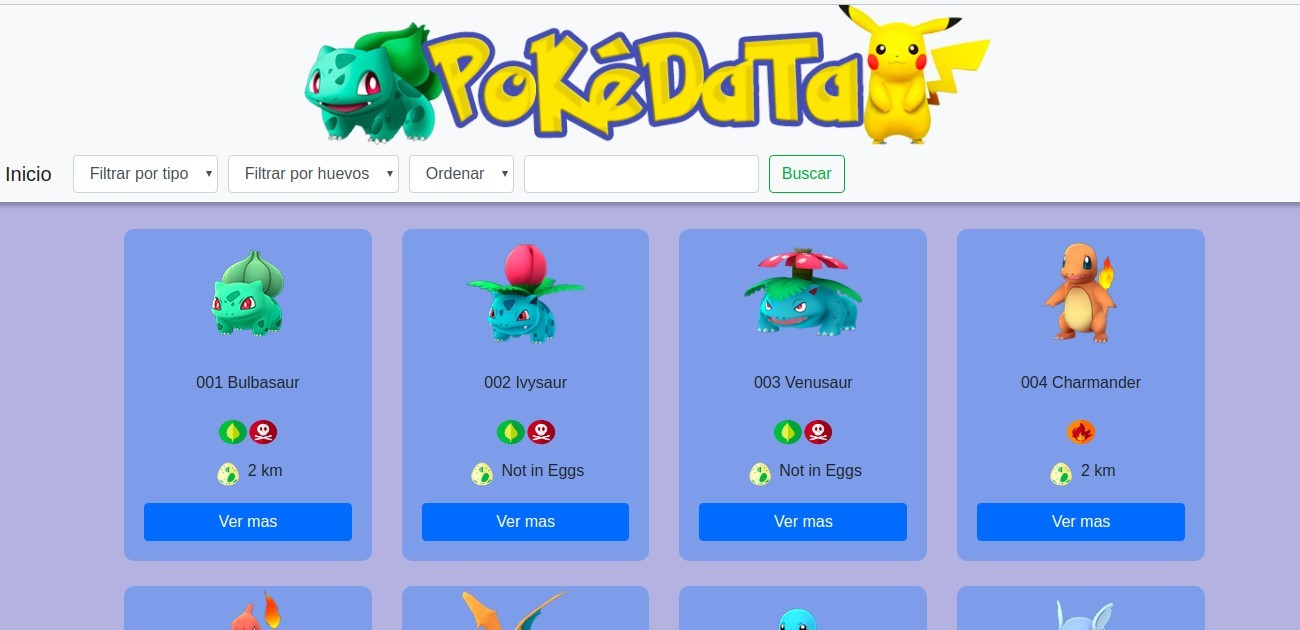 PoKéDaTa
Inicio Filtrar por tipo Filtrar por huevos Ordenar Buscar
001 Bulbasaur 002 Ivysaur 003 Venusaur 004 Charmander
2 km Not in Eggs Not in Eggs 2 km
Ver mas Ver mas Ver mas Ver mas